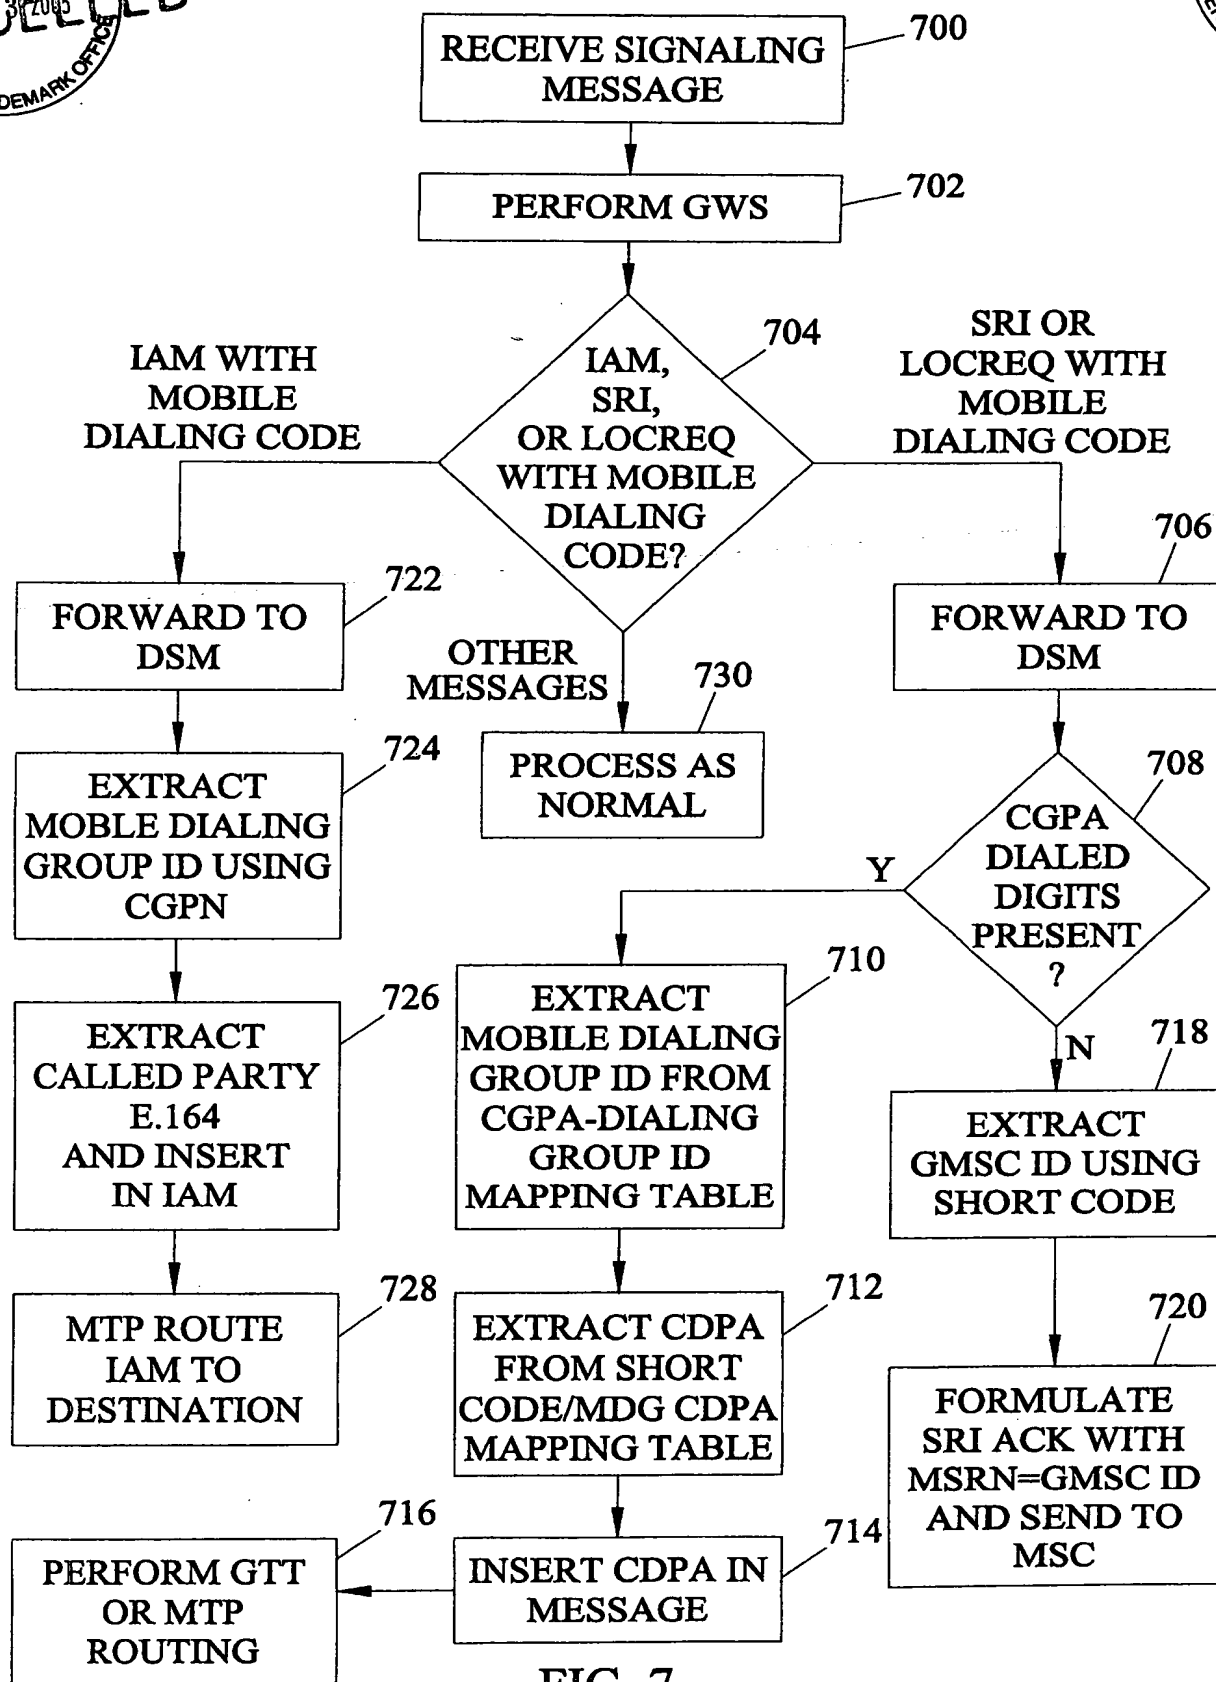 3 2005
DEMARK OFFICE
RECEIVE SIGNALING
MESSAGE
700
PERFORM GWS
702
IAM,
SRI,
OR LOCREQ
WITH MOBILE
DIALING
CODE?
704
IAM WITH
MOBILE
DIALING CODE
SRI OR
LOCREQ WITH
MOBILE
DIALING CODE
FORWARD TO
DSM
722
OTHER
MESSAGES
PROCESS AS
NORMAL
730
FORWARD TO
DSM
706
EXTRACT
MOBLE DIALING
GROUP ID USING
CGPN
724
CGPA
DIALED
DIGITS
PRESENT
?
708
Y
N
EXTRACT
CALLED PARTY
E.164
AND INSERT
IN IAM
726
EXTRACT
MOBILE DIALING
GROUP ID FROM
CGPA-DIALING
GROUP ID
MAPPING TABLE
710
EXTRACT
GMSC ID USING
SHORT CODE
718
MTP ROUTE
IAM TO
DESTINATION
728
EXTRACT CDPA
FROM SHORT
CODE/MDG CDPA
MAPPING TABLE
712
FORMULATE
SRI ACK WITH
MSRN=GMSC ID
AND SEND TO
MSC
720
PERFORM GTT
OR MTP
ROUTING
716
INSERT CDPA IN
MESSAGE
714
FIG. 7